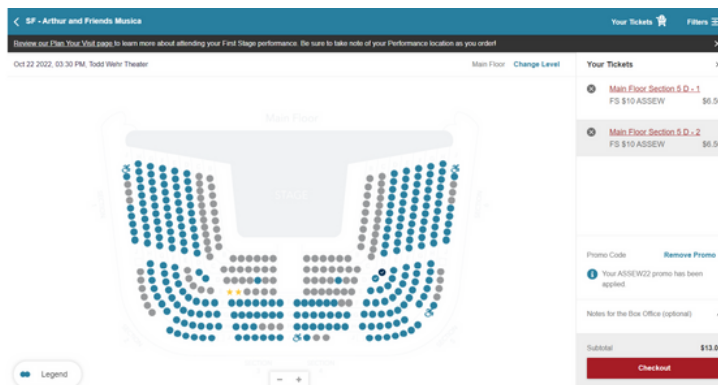 SF - Arthur and Friends Musica
Your Tickets
Filters
Review our Plan Your Visit page to learn more about attending your First Stage performance. Be sure to take note of your Performance location as you order!
Oct 22 2022, 03:30 PM, Todd Wehr Theater
Main Floor Change Level
Your Tickets
Main Floor
STAGE
Main Floor Section 5 D - 1
FS $10 ASSEW $6.5
Main Floor Section 5 D - 2
FS $10 ASSEW $6.5
Promo Code Remove Promo
Your ASSEW22 promo has been
applied.
Notes for the Box Office (optional)
Subtotal $13.0
Checkout
Legend
- +